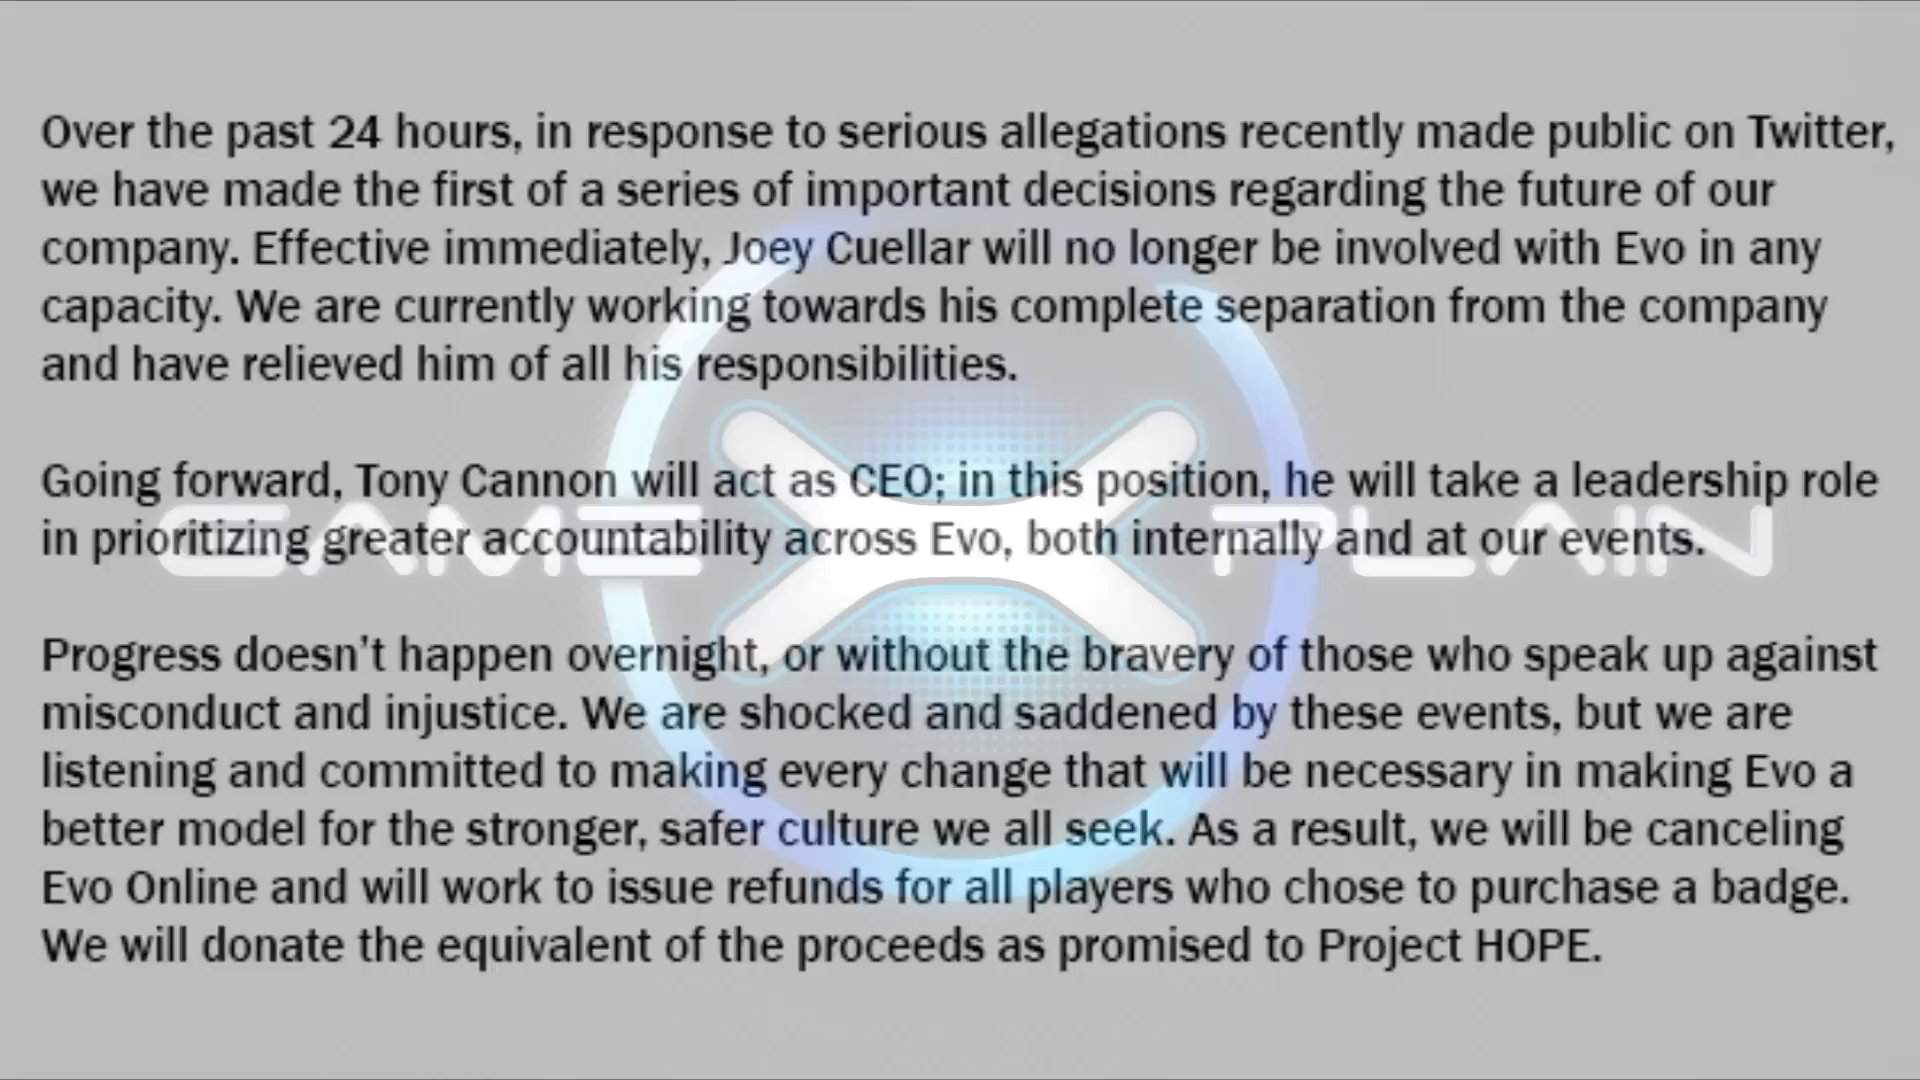 Over the past 24 hours, in response to serious allegations recently made public on Twitter,
we have made the first of a series of important decisions regarding the future of our
company. Effective immediately, Joey Cuellar will no longer be involved with Evo in any
capacity. We are currently working towards his complete separation from the company
and have relieved him of all his responsibilities.
Going forward, Tony Cannon will act as CEO; in this position, he will take a leadership role
in prioritizing greater accountability across Evo, both internally and at our events.
GAME X PLAIN
Progress doesn't happen overnight, or without the bravery of those who speak up against
misconduct and injustice. We are shocked and saddened by these events, but we are
listening and committed to making every change that will be necessary in making Evo a
better model for the stronger, safer culture we all seek. As a result, we will be canceling
Evo Online and will work to issue refunds for all players who chose to purchase a badge.
We will donate the equivalent of the proceeds as promised to Project HOPE.